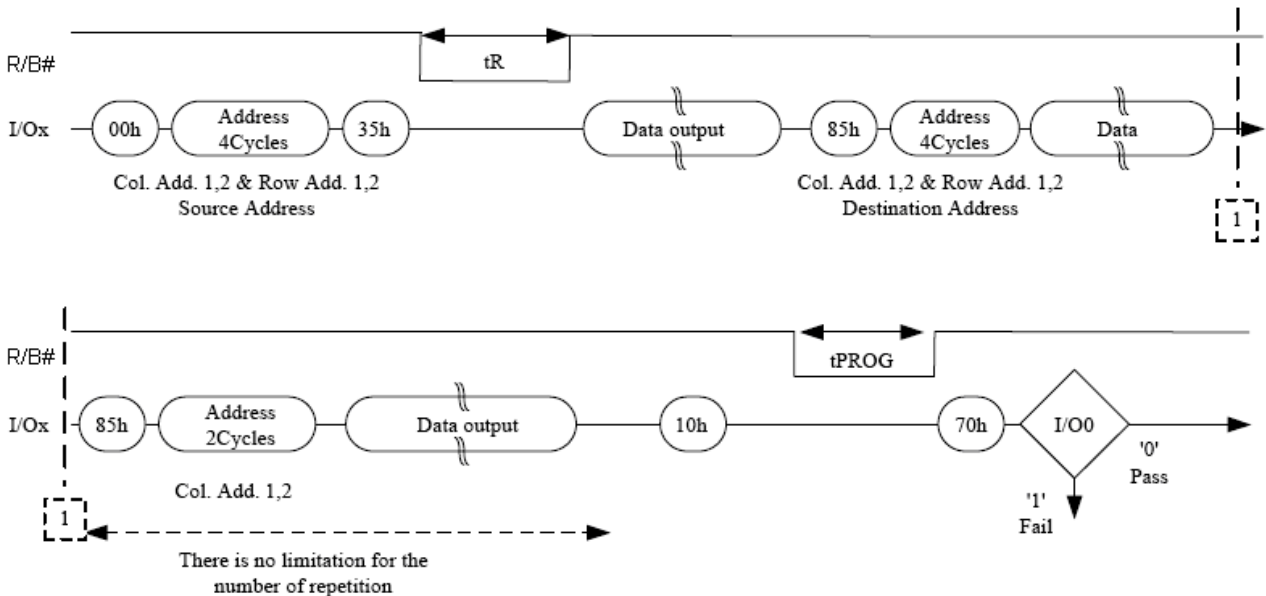 R/B#
tR
I/Ox
00h
Address
4Cycles
35h
Data output
85h
Address
4Cycles
Data
Col. Add. 1,2 & Row Add. 1,2
Source Address
Col. Add. 1,2 & Row Add. 1,2
Destination Address
1
R/B#
tPROG
I/Ox
85h
Address
2Cycles
Data output
10h
70h
I/O0
'0'
Pass
'1'
Fail
Col. Add. 1,2
1
There is no limitation for the
number of repetition